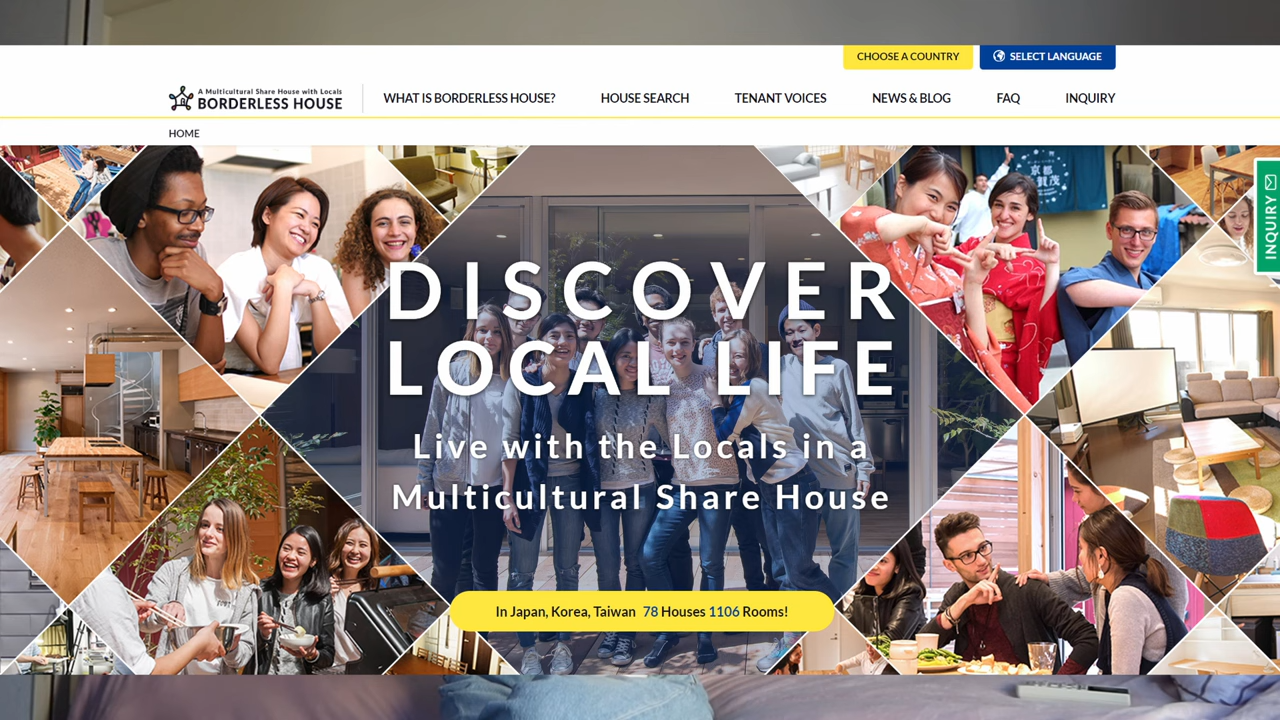 CHOOSE A COUNTRY
SELECT LANGUAGE
A Multicultural Share House with Locals
BORDERLESS HOUSE
WHAT IS BORDERLESS HOUSE?
HOUSE SEARCH
TENANT VOICES
NEWS & BLOG
FAQ
INQUIRY
HOME
京都
INQUIRY
DISCOVER
LOCAL LIFE
Live with the Locals in a
Multicultural Share House
In Japan, Korea, Taiwan 78 Houses 1106 Rooms!